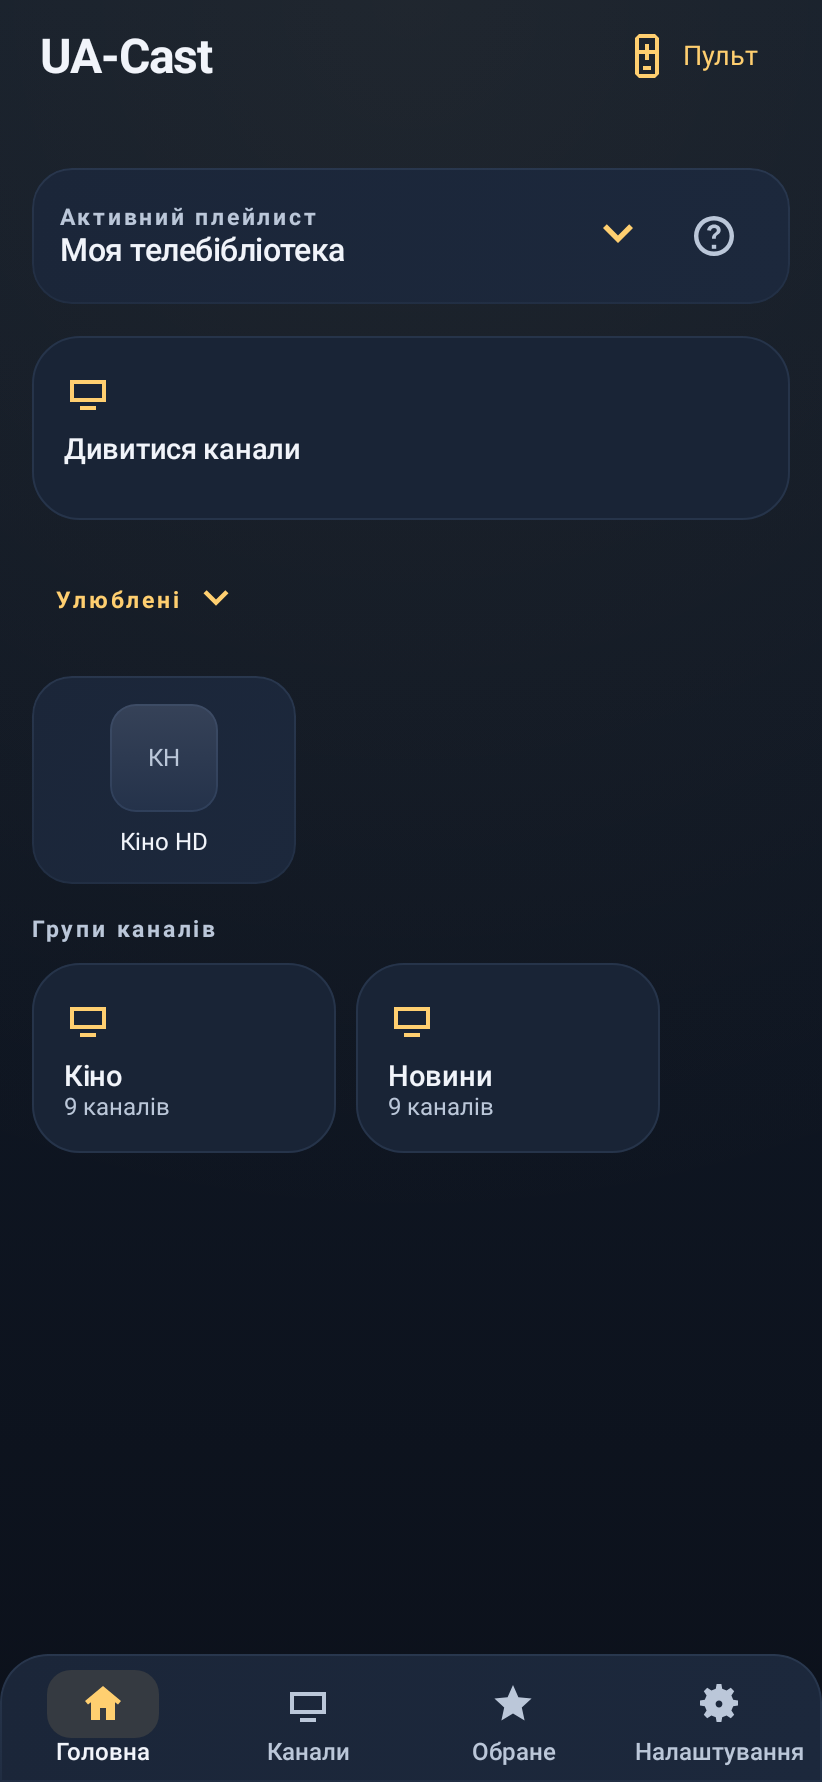 UA-Cast
Пульт
Активний плейлист
Моя телебібліотека
Дивитися канали
Улюблені
КН
Кіно HD
Групи каналів
Кіно
9 каналів
Новини
9 каналів
Головна
Канали
Обране
Налаштування